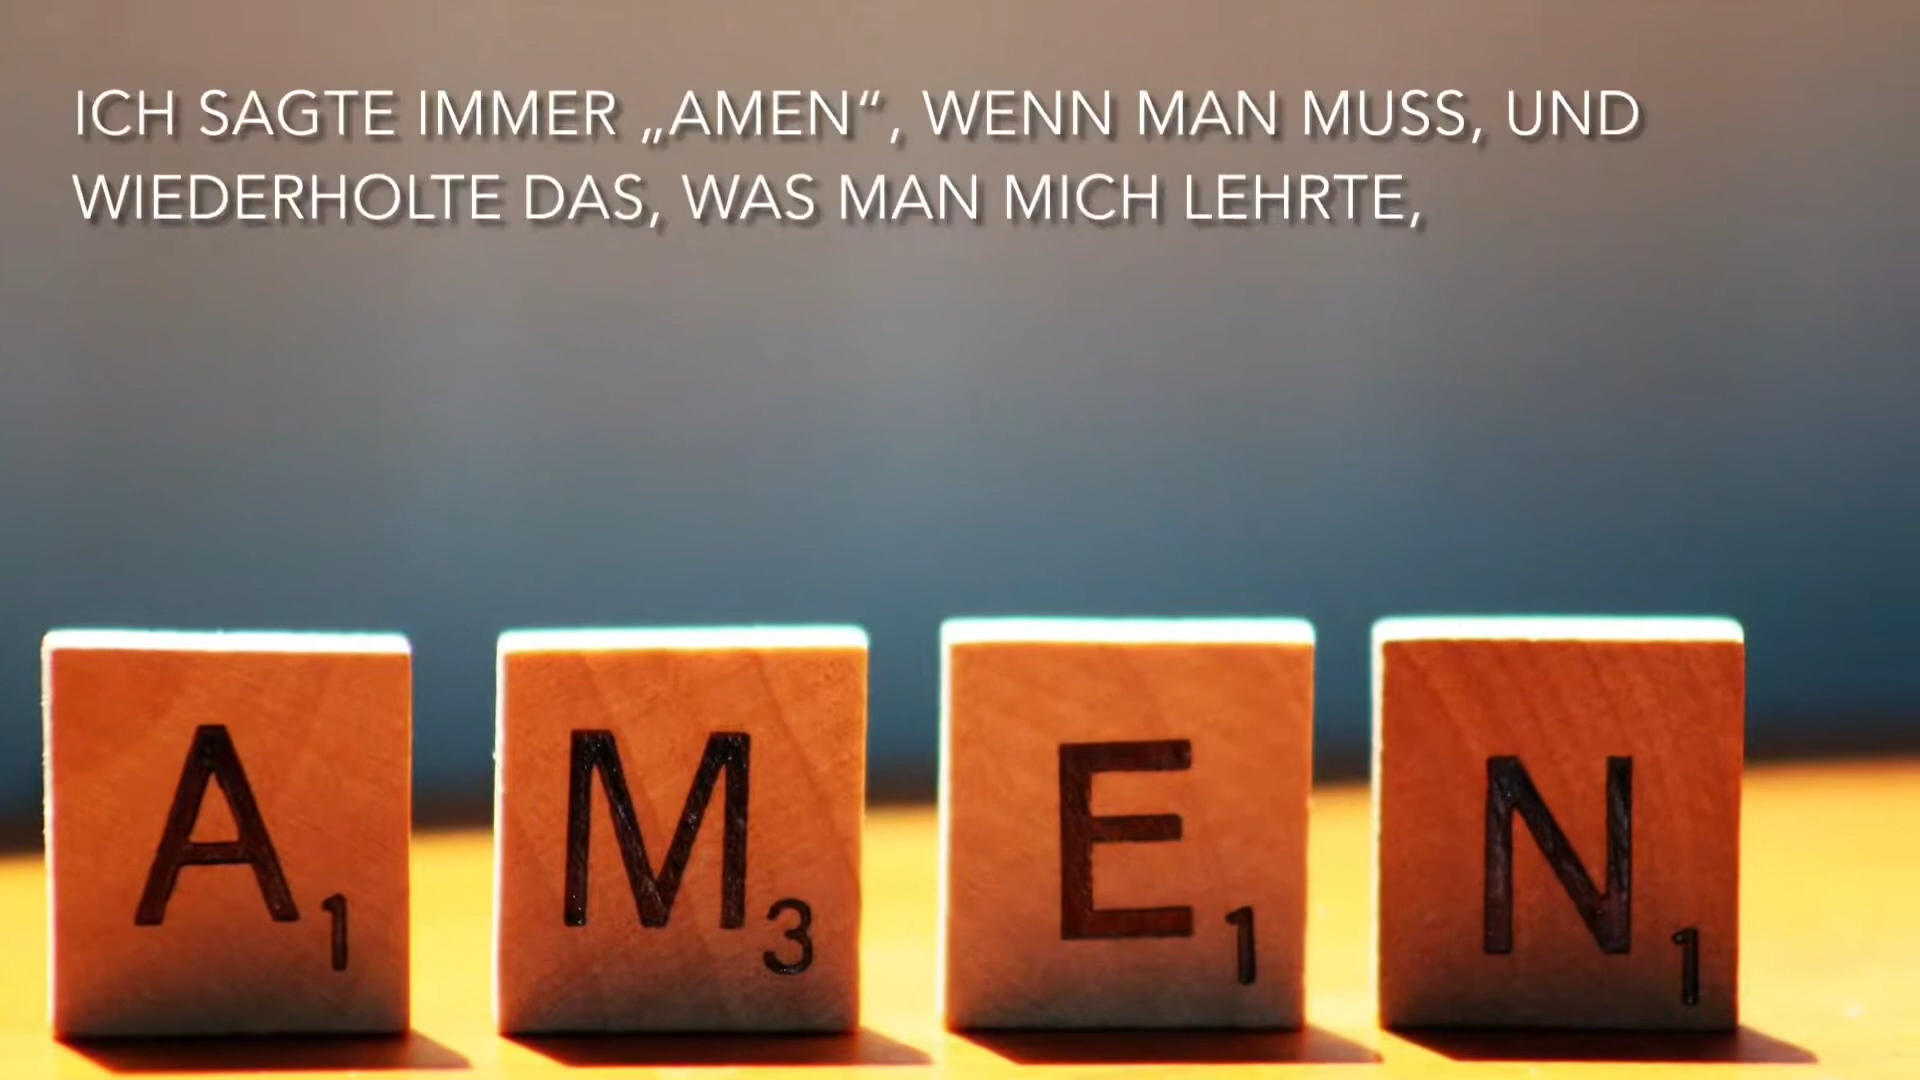 ICH SAGTE IMMER „AMEN“, WENN MAN MUSS, UND
WIEDERHOLTE DAS, WAS MAN MICH LEHRTE,
A1 M3 E1 N1